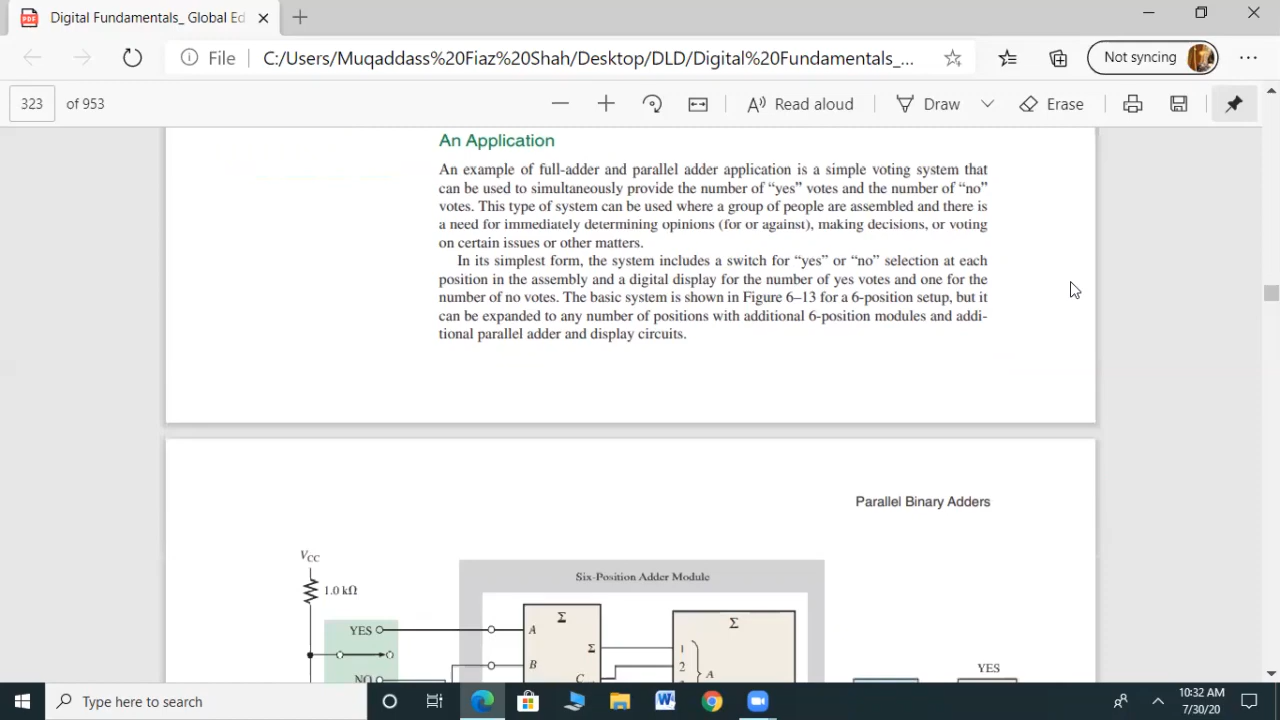 Digital Fundamentals_ Global Ed
File
C:/Users/Muqaddass%20Fiaz%20Shah/Desktop/DLD/Digital%20Fundamentals_...
Not syncing
323 of 953
Read aloud
Draw
Erase
An Application
An example of full-adder and parallel adder application is a simple voting system that
can be used to simultaneously provide the number of “yes” votes and the number of “no”
votes. This type of system can be used where a group of people are assembled and there is
a need for immediately determining opinions (for or against), making decisions, or voting
on certain issues or other matters.
In its simplest form, the system includes a switch for “yes” or “no” selection at each
position in the assembly and a digital display for the number of yes votes and one for the
number of no votes. The basic system is shown in Figure 6–13 for a 6-position setup, but it
can be expanded to any number of positions with additional 6-position modules and addi-
tional parallel adder and display circuits.
Parallel Binary Adders
VCC
1.0 kΩ
Six-Position Adder Module
Σ
Σ
YES
A
Σ
1
B
2
YES
NO
C
A
Type here to search
10:32 AM
7/30/20